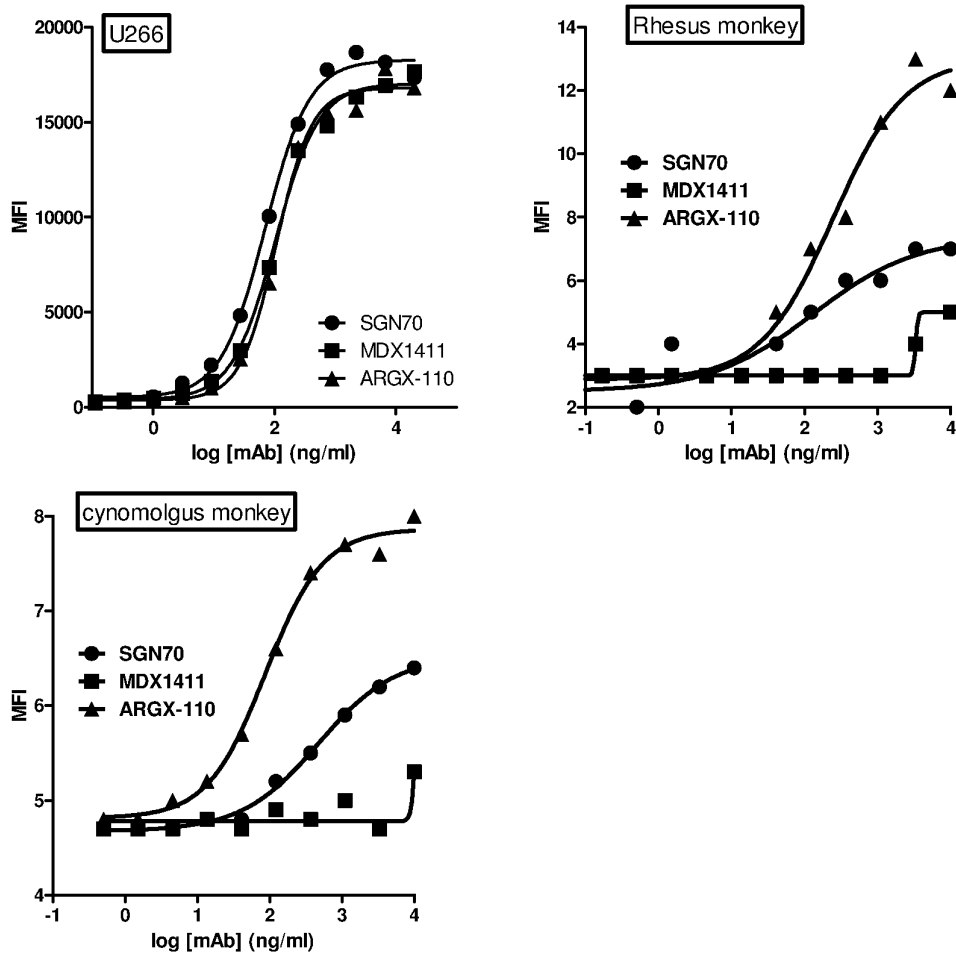 U266
20000
15000
10000
5000
0
MFI
0 2 4
log [mAb] (ng/ml)
SGN70
MDX1411
ARGX-110
Rhesus monkey
14
12
10
8
6
4
2
MFI
-1 0 1 2 3 4
log [mAb] (ng/ml)
SGN70
MDX1411
ARGX-110
cynomolgus monkey
8
7
6
5
4
MFI
-1 0 1 2 3 4
log [mAb] (ng/ml)
SGN70
MDX1411
ARGX-110